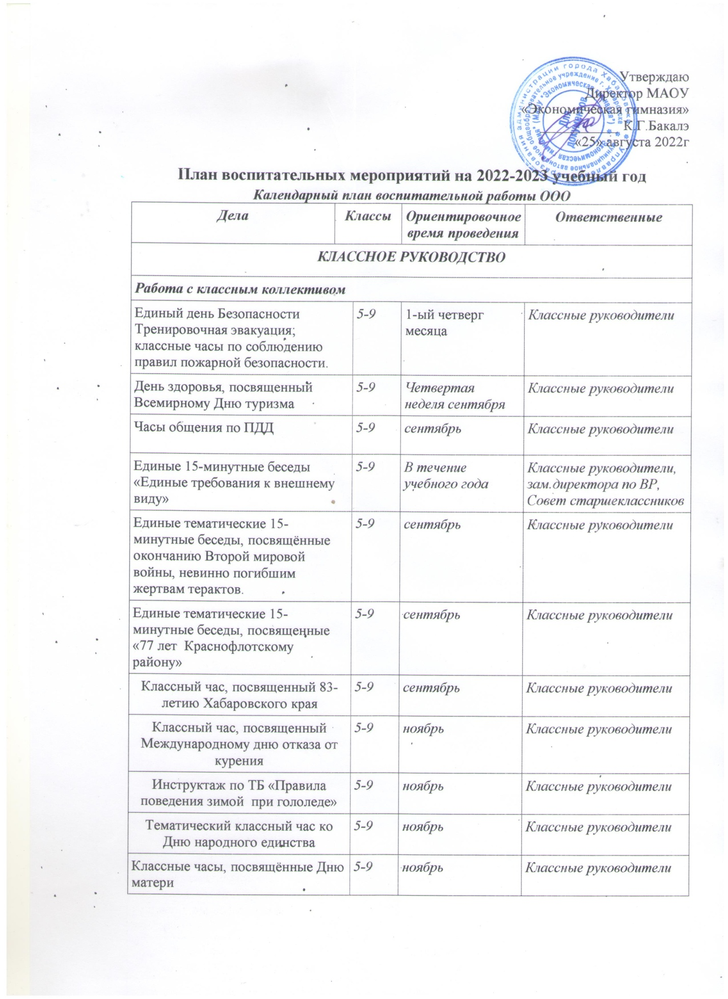 Утверждаю
Директор МАОУ
«Экономическая гимназия»
____________ К.Г.Бакалэ
«25» августа 2022г
Для
документов
План воспитательных мероприятий на 2022-2023 учебный год
Календарный план воспитательной работы ООО
Дела Классы Ориентировочное время проведения Ответственные
КЛАССНОЕ РУКОВОДСТВО
Работа с классным коллективом
Единый день Безопасности 5-9 1-ый четверг Классные руководители
Тренировочная эвакуация; месяца
классные часы по соблюдению
правил пожарной безопасности.
День здоровья, посвященный 5-9 Четвертая Классные руководители
Всемирному Дню туризма неделя сентября
Часы общения по ПДД 5-9 сентябрь Классные руководители
Единые 15-минутные беседы 5-9 В течение Классные руководители,
«Единые требования к внешнему учебного года зам.директора по ВР,
виду» Совет старшеклассников
Единые тематические 15- 5-9 сентябрь Классные руководители
минутные беседы, посвящённые
окончанию Второй мировой
войны, невинно погибшим
жертвам терактов.
Единые тематические 15- 5-9 сентябрь Классные руководители
минутные беседы, посвященные
«77 лет Краснофлотскому
району»
Классный час, посвященный 83- 5-9 сентябрь Классные руководители
летию Хабаровского края
Классный час, посвященный 5-9 ноябрь Классные руководители
Международному дню отказа от
курения
Инструктаж по ТБ «Правила 5-9 ноябрь Классные руководители
поведения зимой при гололеде»
Тематический классный час ко 5-9 ноябрь Классные руководители
Дню народного единства
Классные часы, посвящённые Дню 5-9 ноябрь Классные руководители
матери